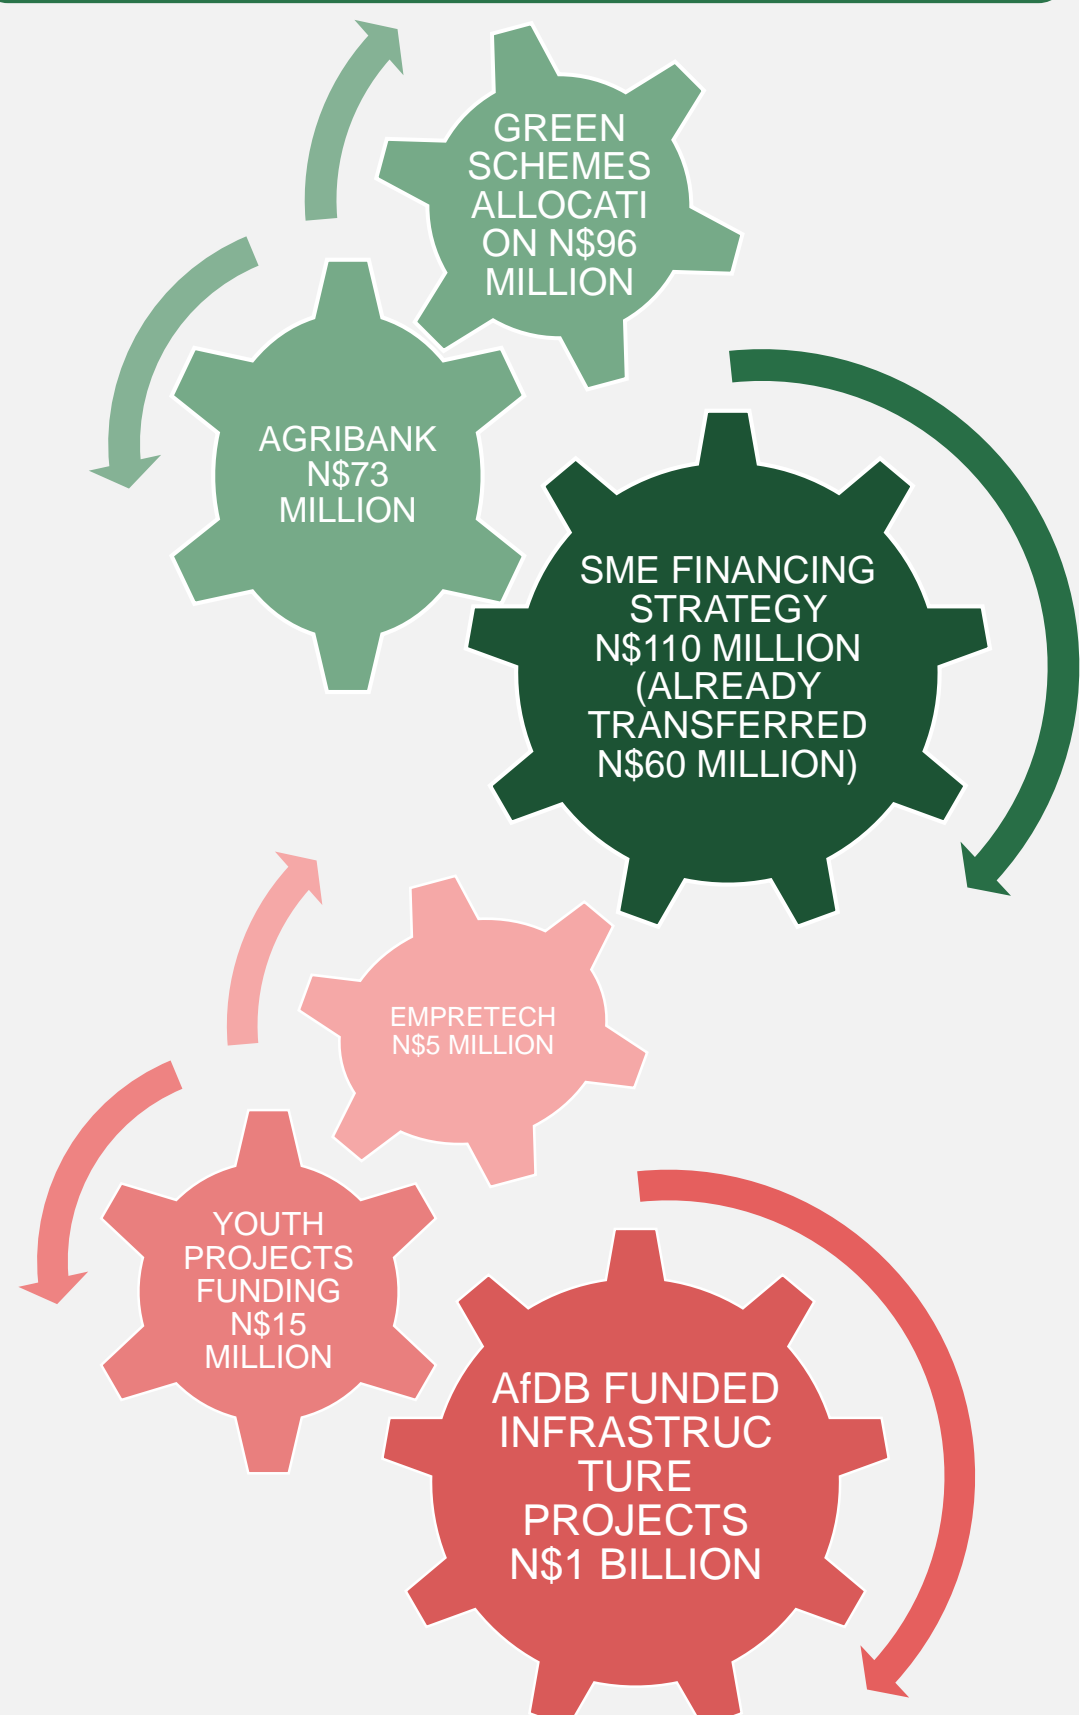 GREEN
SCHEMES
ALLOCATI
ON N$96
MILLION
AGRIBANK
N$73
MILLION
SME FINANCING
STRATEGY
N$110 MILLION
(ALREADY
TRANSFERRED
N$60 MILLION)
EMPRETECH
N$5 MILLION
YOUTH
PROJECTS
FUNDING
N$15
MILLION
AfDB FUNDED
INFRASTRUC
TURE
PROJECTS
N$1 BILLION